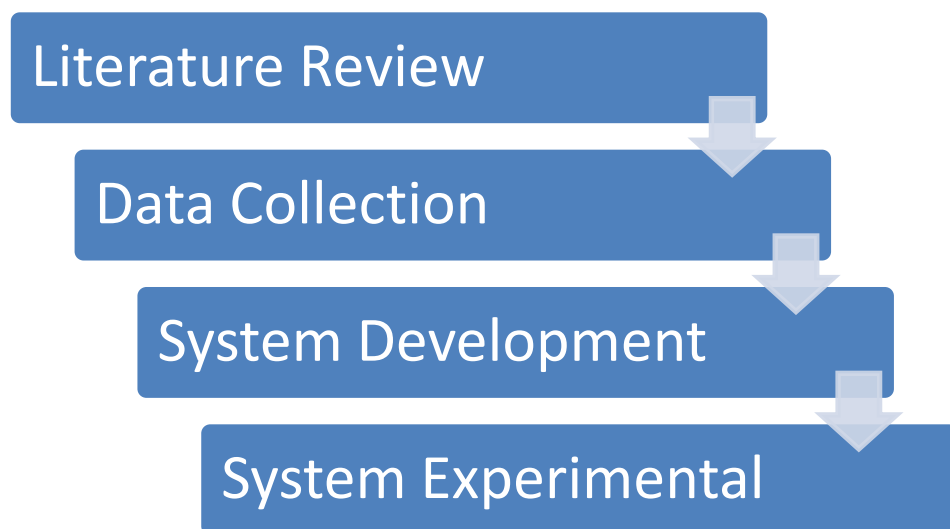 Literature Review
Data Collection
System Development
System Experimental